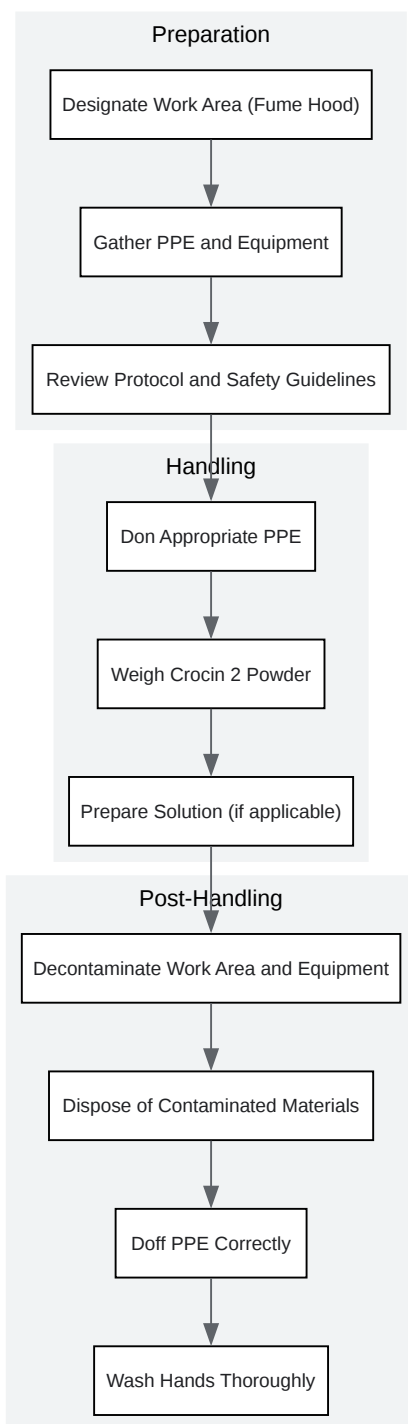 Preparation
Designate Work Area (Fume Hood)
Gather PPE and Equipment
Review Protocol and Safety Guidelines
Handling
Don Appropriate PPE
Weigh Crocin 2 Powder
Prepare Solution (if applicable)
Post-Handling
Decontaminate Work Area and Equipment
Dispose of Contaminated Materials
Doff PPE Correctly
Wash Hands Thoroughly